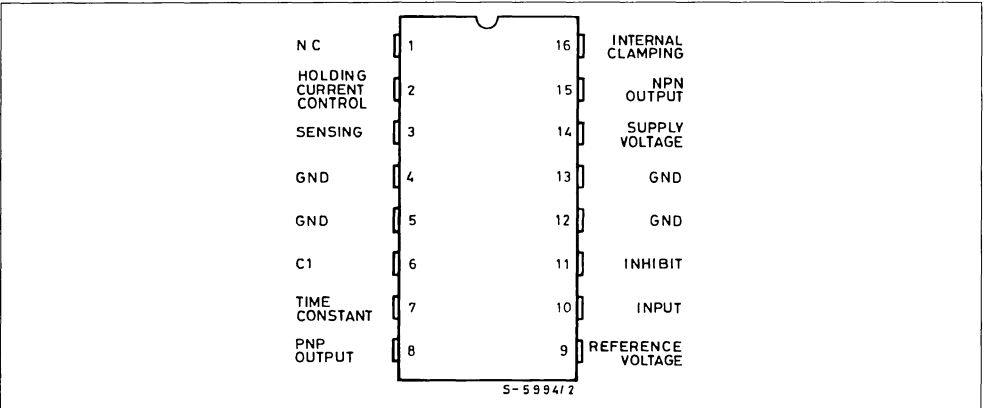 N C
1
16
INTERNAL
CLAMPING
HOLDING
CURRENT
CONTROL
2
15
NPN
OUTPUT
SENSING
3
14
SUPPLY
VOLTAGE
GND
4
13
GND
GND
5
12
GND
C1
6
11
INHIBIT
TIME
CONSTANT
7
10
INPUT
PNP
OUTPUT
8
9
REFERENCE
VOLTAGE
S-5994/2